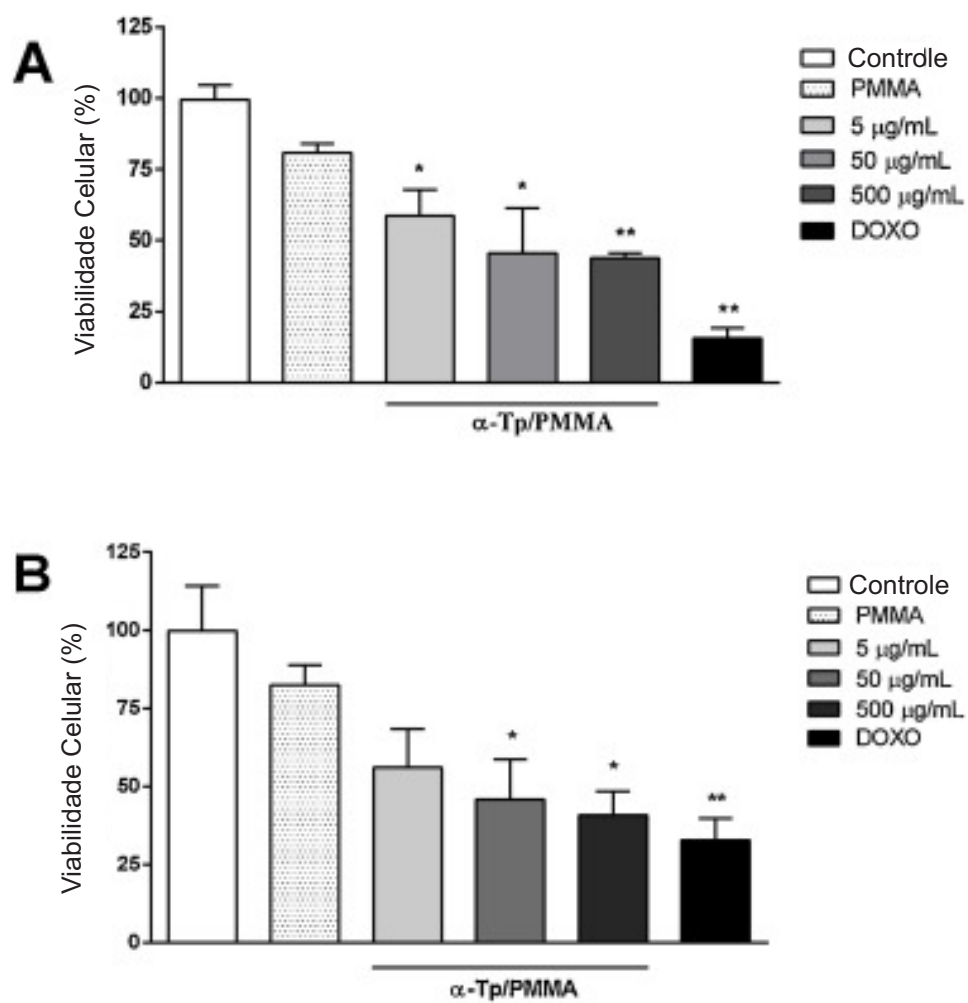 A
Viabilidade Celular (%)
125
100
75
50
25
0
*
*
**
**
α-Tp/PMMA
Controle
PMMA
5 µg/mL
50 µg/mL
500 µg/mL
DOXO
B
Viabilidade Celular (%)
125
100
75
50
25
0
*
*
**
α-Tp/PMMA
Controle
PMMA
5 µg/mL
50 µg/mL
500 µg/mL
DOXO